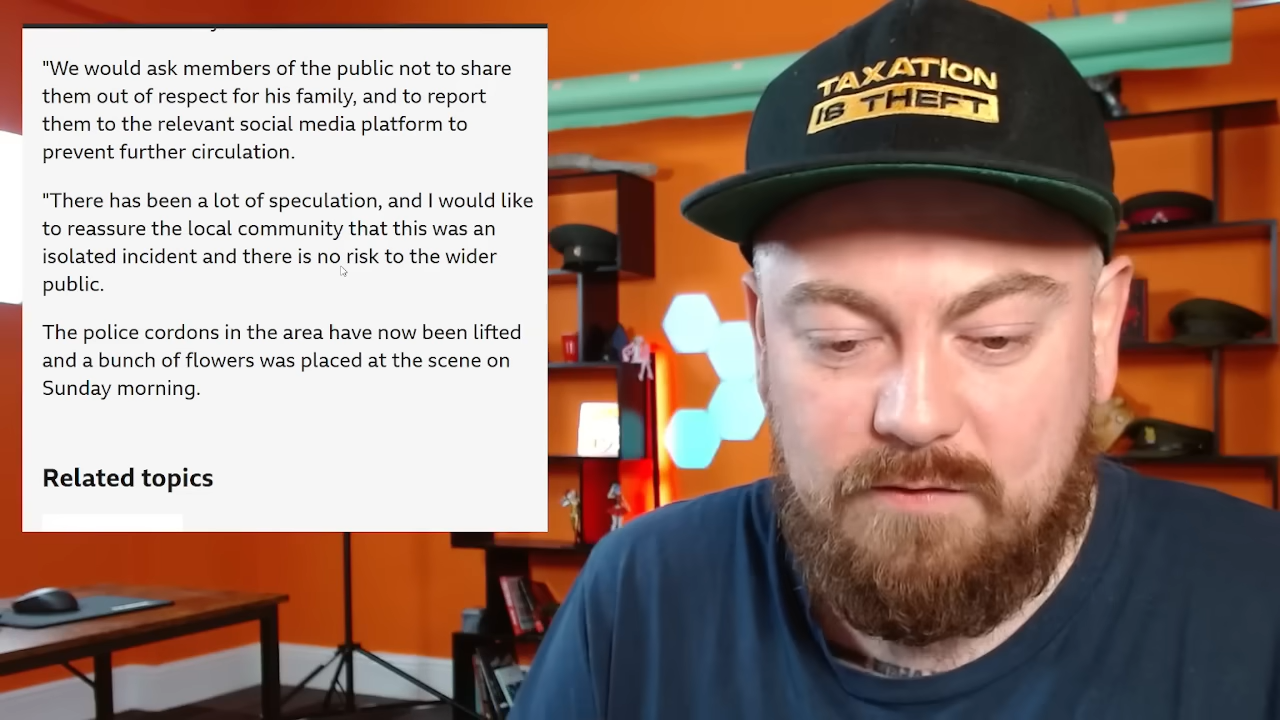 "We would ask members of the public not to share
them out of respect for his family, and to report
them to the relevant social media platform to
prevent further circulation.
"There has been a lot of speculation, and I would like
to reassure the local community that this was an
isolated incident and there is no risk to the wider
public.
The police cordons in the area have now been lifted
and a bunch of flowers was placed at the scene on
Sunday morning.
Related topics
TAXATION
IS THEFT